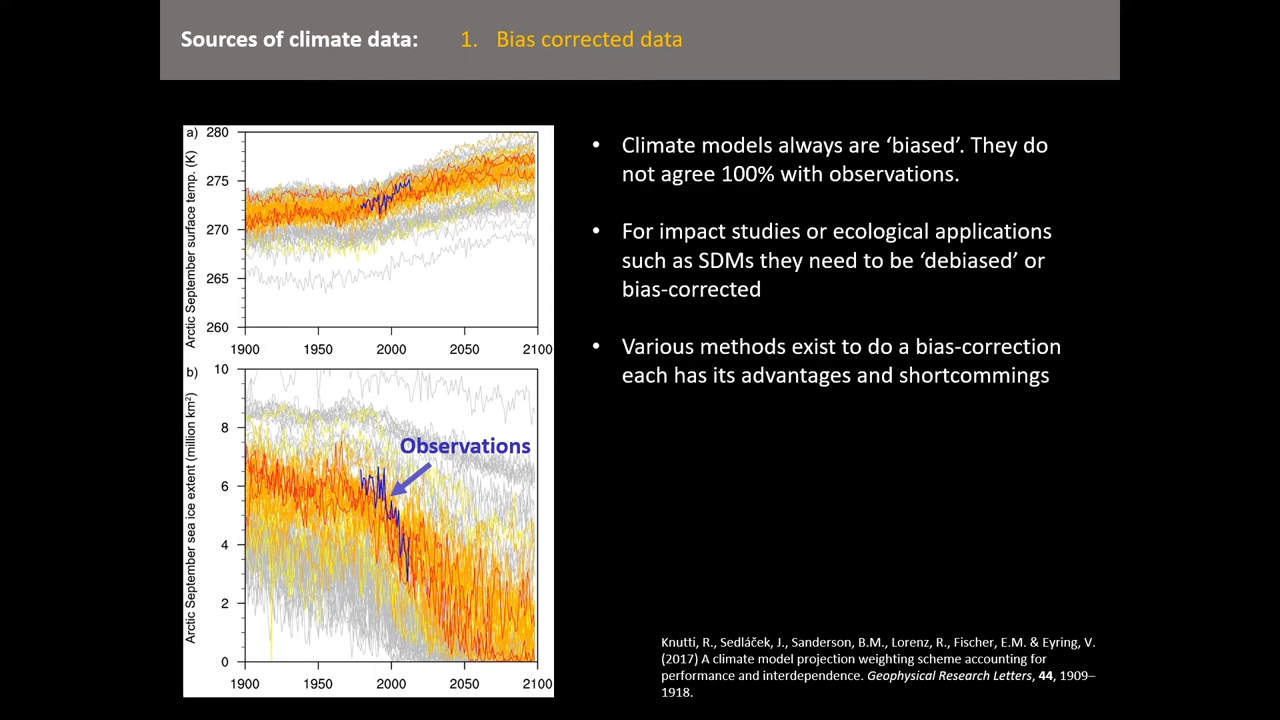 Sources of climate data: 1. Bias corrected data
a)
Arctic September surface temp. (K)
280
275
270
265
260
1900 1950 2000 2050 2100
b)
Arctic September sea ice extent (million km²)
10
8
6
4
2
0
Observations
1900 1950 2000 2050 2100
• Climate models always are ‘biased’. They do
not agree 100% with observations.
• For impact studies or ecological applications
such as SDMs they need to be ‘debiased’ or
bias-corrected
• Various methods exist to do a bias-correction
each has its advantages and shortcommings
Knutti, R., Sedláček, J., Sanderson, B.M., Lorenz, R., Fischer, E.M. & Eyring, V.
(2017) A climate model projection weighting scheme accounting for
performance and interdependence. Geophysical Research Letters, 44, 1909–
1918.